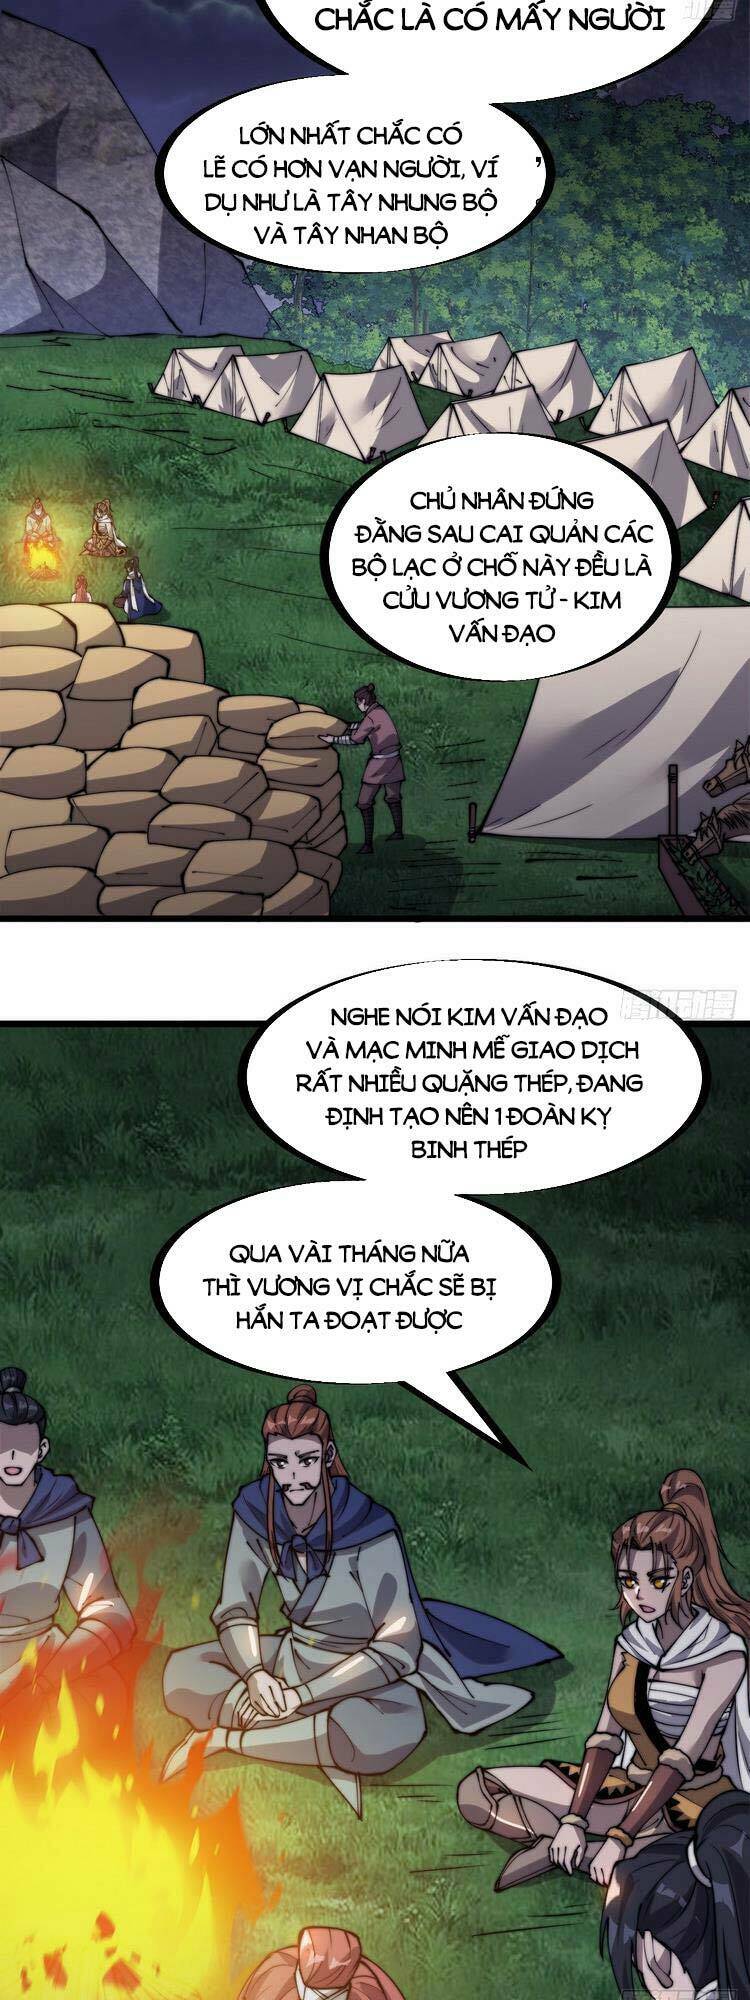 CHẮC LÀ CÓ MẤY NGƯỜI
LỚN NHẤT CHẮC CÓ
LẼ CÓ HƠN VẠN NGƯỜI, VÍ
DỤ NHƯ LÀ TÂY NHUNG BỘ
VÀ TÂY NHAN BỘ
CHỦ NHÂN ĐỨNG
ĐẰNG SAU CAI QUẢN CÁC
BỘ LẠC Ở CHỐ NÀY ĐỀU LÀ
CỬU VƯƠNG TỬ - KIM
VẤN ĐẠO
NGHE NÓI KIM VẤN ĐẠO
VÀ MẠC MINH MẾ GIAO DỊCH
RẤT NHIỀU QUẶNG THÉP, ĐANG
ĐỊNH TẠO NÊN 1 ĐOÀN KỴ
BINH THÉP
QUA VÀI THÁNG NỮA
THÌ VƯƠNG VỊ CHẮC SẼ BỊ
HẮN TA ĐOẠT ĐƯỢC